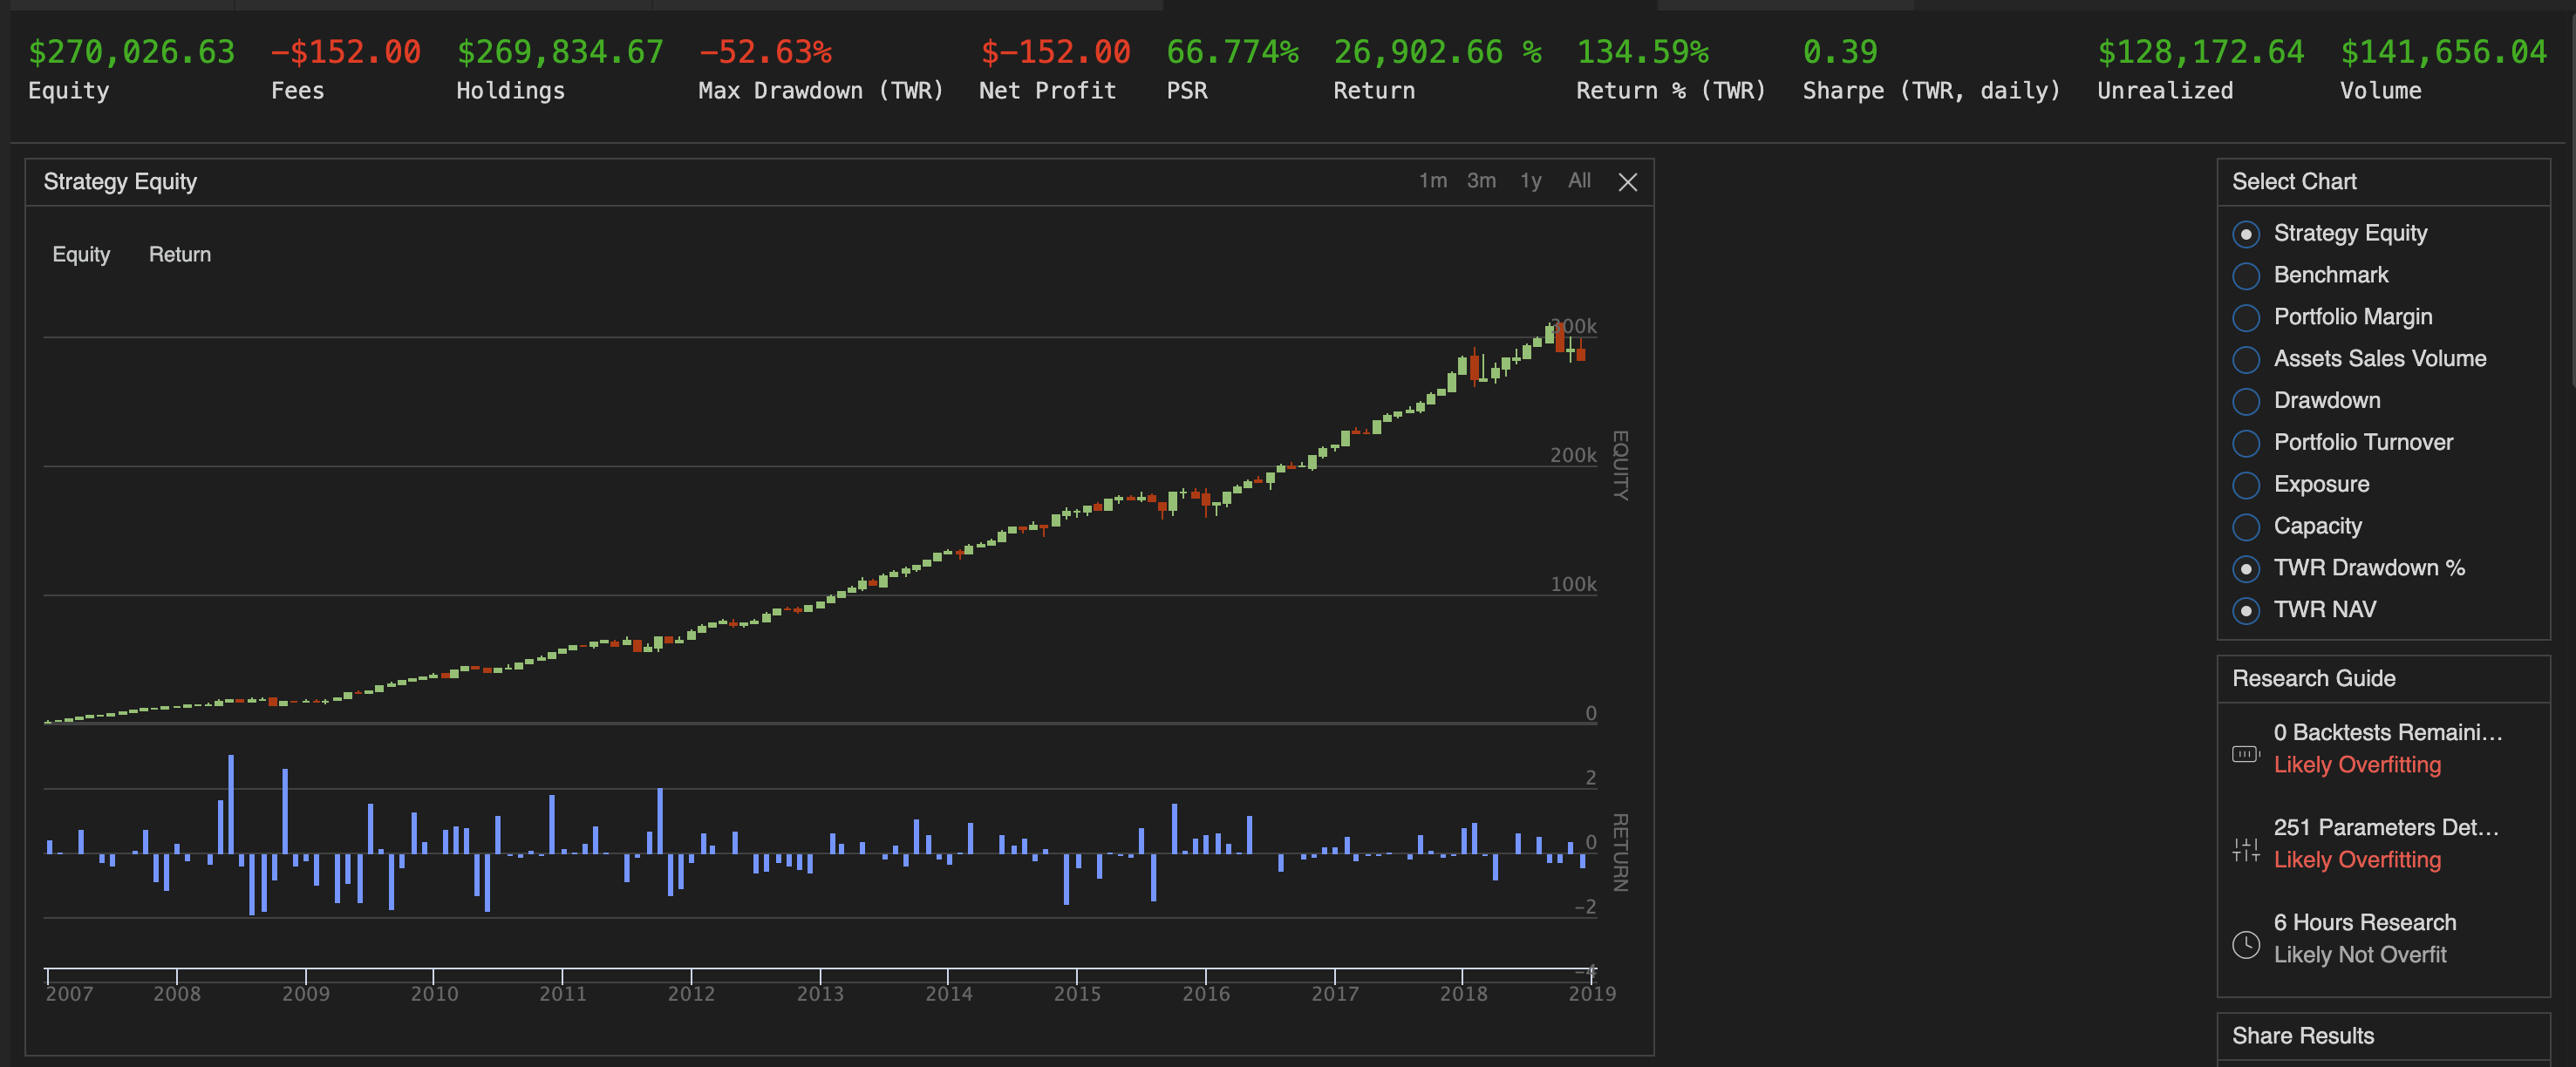 $270,026.63 −$152.00 $269,834.67 −52.63% $−152.00 66.774% 26,902.66 % 134.59% 0.39 $128,172.64 $141,656.04
Equity Fees Holdings Max Drawdown (TWR) Net Profit PSR Return Return % (TWR) Sharpe (TWR, daily) Unrealized Volume
Strategy Equity 1m 3m 1y All
Equity Return
300k
200k
100k
0
EQUITY
2
0
−2
−4
RETURN
2007 2008 2009 2010 2011 2012 2013 2014 2015 2016 2017 2018 2019
Select Chart
Strategy Equity
Benchmark
Portfolio Margin
Assets Sales Volume
Drawdown
Portfolio Turnover
Exposure
Capacity
TWR Drawdown %
TWR NAV
Research Guide
0 Backtests Remaini...
Likely Overfitting
251 Parameters Det...
Likely Overfitting
6 Hours Research
Likely Not Overfit
Share Results